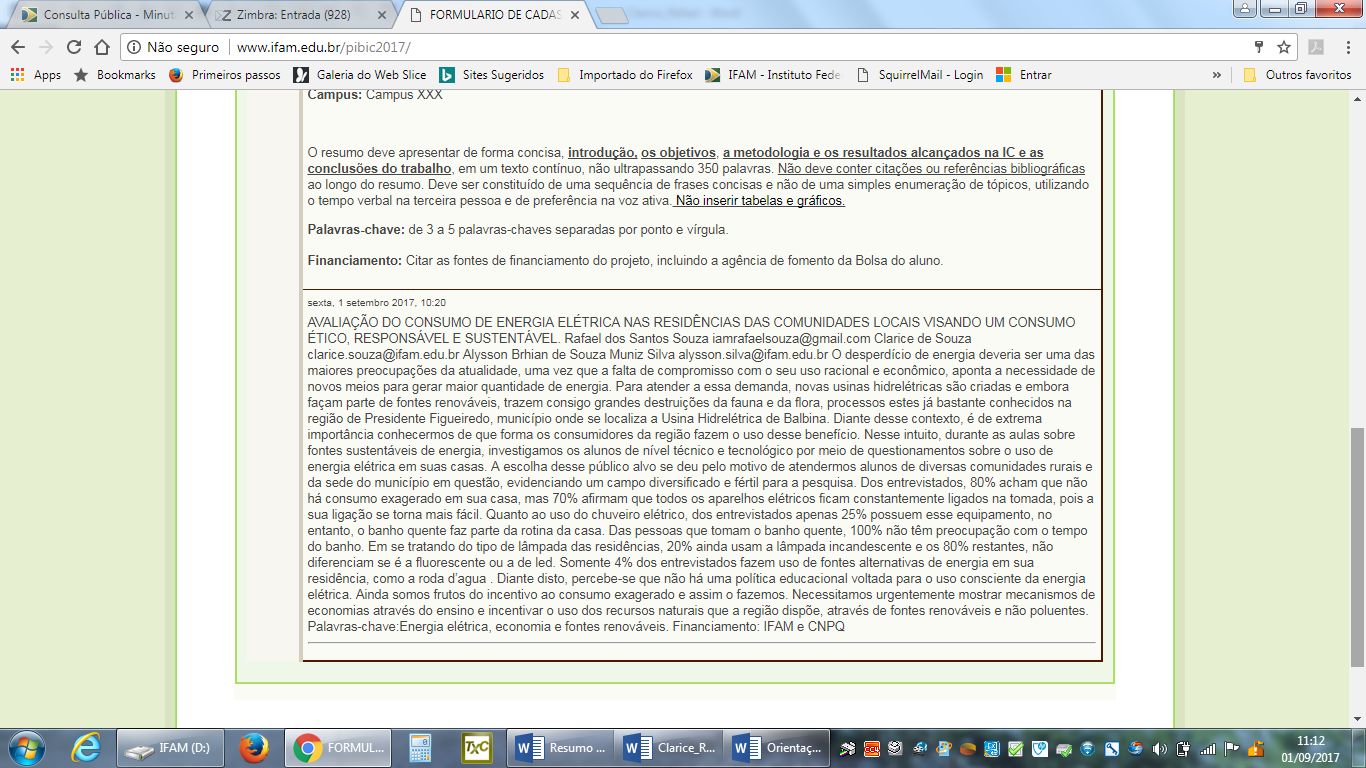 Consulta Pública - Minut
Zimbra: Entrada (928)
FORMULARIO DE CADAS
Não seguro
www.ifam.edu.br/pibic2017/
Apps
Bookmarks
Primeiros passos
Galeria do Web Slice
Sites Sugeridos
Importado do Firefox
IFAM - Instituto Fede
SquirrelMail - Login
Entrar
»
Outros favoritos
Campus: Campus XXX
O resumo deve apresentar de forma concisa, introdução, os objetivos, a metodologia e os resultados alcançados na IC e as
conclusões do trabalho, em um texto contínuo, não ultrapassando 350 palavras. Não deve conter citações ou referências bibliográficas
ao longo do resumo. Deve ser constituído de uma sequência de frases concisas e não de uma simples enumeração de tópicos, utilizando
o tempo verbal na terceira pessoa e de preferência na voz ativa. Não inserir tabelas e gráficos.
Palavras-chave: de 3 a 5 palavras-chaves separadas por ponto e vírgula.
Financiamento: Citar as fontes de financiamento do projeto, incluindo a agência de fomento da Bolsa do aluno.
sexta, 1 setembro 2017, 10:20
AVALIAÇÃO DO CONSUMO DE ENERGIA ELÉTRICA NAS RESIDÊNCIAS DAS COMUNIDADES LOCAIS VISANDO UM CONSUMO
ÉTICO, RESPONSÁVEL E SUSTENTÁVEL. Rafael dos Santos Souza iamrafaelsouza@gmail.com Clarice de Souza
clarice.souza@ifam.edu.br Alysson Brhian de Souza Muniz Silva alysson.silva@ifam.edu.br O desperdício de energia deveria ser uma das
maiores preocupações da atualidade, uma vez que a falta de compromisso com o seu uso racional e econômico, aponta a necessidade de
novos meios para gerar maior quantidade de energia. Para atender a essa demanda, novas usinas hidrelétricas são criadas e embora
façam parte de fontes renováveis, trazem consigo grandes destruições da fauna e da flora, processos estes já bastante conhecidos na
região de Presidente Figueiredo, município onde se localiza a Usina Hidrelétrica de Balbina. Diante desse contexto, é de extrema
importância conhecermos de que forma os consumidores da região fazem o uso desse benefício. Nesse intuito, durante as aulas sobre
fontes sustentáveis de energia, investigamos os alunos de nível técnico e tecnológico por meio de questionamentos sobre o uso de
energia elétrica em suas casas. A escolha desse público alvo se deu pelo motivo de atendermos alunos de diversas comunidades rurais e
da sede do município em questão, evidenciando um campo diversificado e fértil para a pesquisa. Dos entrevistados, 80% acham que não
há consumo exagerado em sua casa, mas 70% afirmam que todos os aparelhos elétricos ficam constantemente ligados na tomada, pois a
sua ligação se torna mais fácil. Quanto ao uso do chuveiro elétrico, dos entrevistados apenas 25% possuem esse equipamento, no
entanto, o banho quente faz parte da rotina da casa. Das pessoas que tomam o banho quente, 100% não têm preocupação com o tempo
do banho. Em se tratando do tipo de lâmpada das residências, 20% ainda usam a lâmpada incandescente e os 80% restantes, não
diferenciam se é a fluorescente ou a de led. Somente 4% dos entrevistados fazem uso de fontes alternativas de energia em sua
residência, como a roda d'agua . Diante disto, percebe-se que não há uma política educacional voltada para o uso consciente da energia
elétrica. Ainda somos frutos do incentivo ao consumo exagerado e assim o fazemos. Necessitamos urgentemente mostrar mecanismos de
economias através do ensino e incentivar o uso dos recursos naturais que a região dispõe, através de fontes renováveis e não poluentes.
Palavras-chave:Energia elétrica, economia e fontes renováveis. Financiamento: IFAM e CNPQ
IFAM (D:)
FORMUL...
TxC
Resumo ...
Clarice_R...
Orientaç...
11:12
01/09/2017